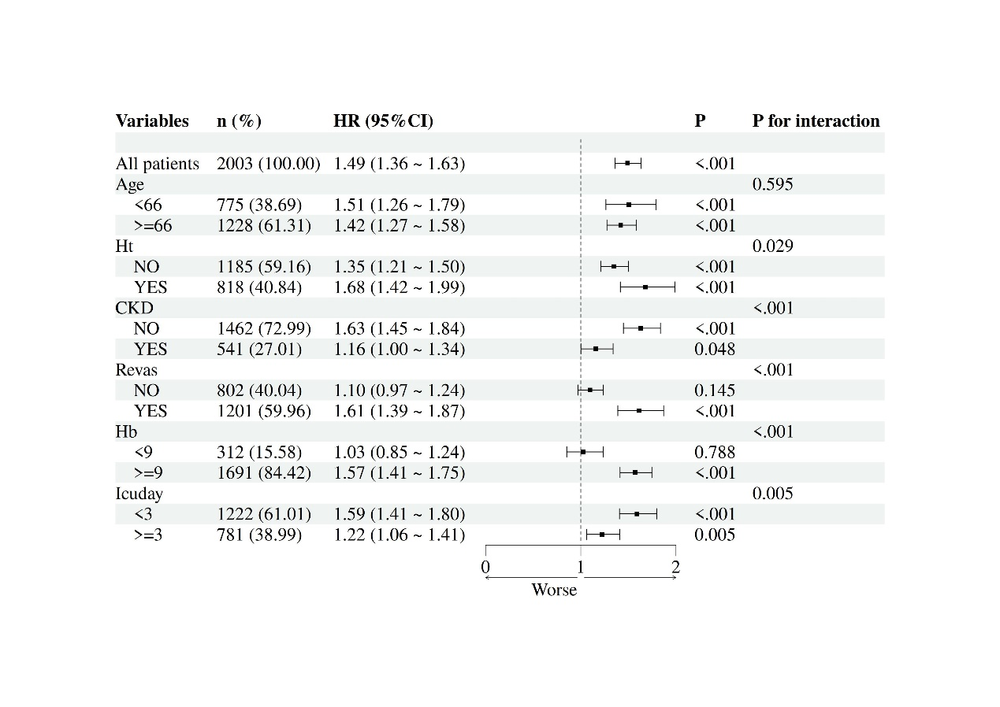 Variables n (%) HR (95%CI) P P for interaction
All patients 2003 (100.00) 1.49 (1.36 ~ 1.63) <.001
Age 0.595
<66 775 (38.69) 1.51 (1.26 ~ 1.79) <.001
>=66 1228 (61.31) 1.42 (1.27 ~ 1.58) <.001
Ht 0.029
NO 1185 (59.16) 1.35 (1.21 ~ 1.50) <.001
YES 818 (40.84) 1.68 (1.42 ~ 1.99) <.001
CKD <.001
NO 1462 (72.99) 1.63 (1.45 ~ 1.84) <.001
YES 541 (27.01) 1.16 (1.00 ~ 1.34) 0.048
Revas <.001
NO 802 (40.04) 1.10 (0.97 ~ 1.24) 0.145
YES 1201 (59.96) 1.61 (1.39 ~ 1.87) <.001
Hb <.001
<9 312 (15.58) 1.03 (0.85 ~ 1.24) 0.788
>=9 1691 (84.42) 1.57 (1.41 ~ 1.75) <.001
Icuday 0.005
<3 1222 (61.01) 1.59 (1.41 ~ 1.80) <.001
>=3 781 (38.99) 1.22 (1.06 ~ 1.41) 0.005
0 1 2
Worse